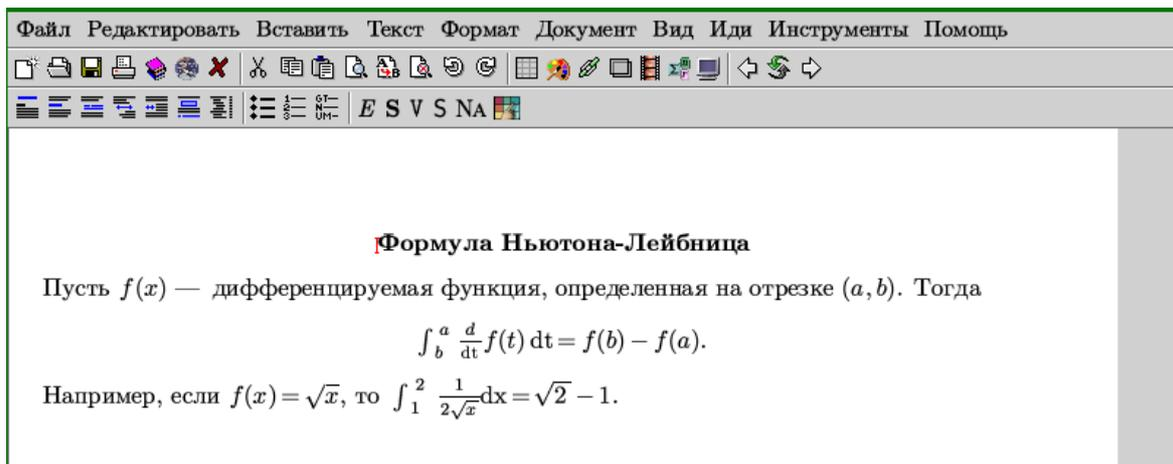 Файл Редактировать Вставить Текст Формат Документ Вид Иди Инструменты Помощь
E S V S NA
Формула Ньютона-Лейбница
Пусть f(x) — дифференцируемая функция, определенная на отрезке (a, b). Тогда
∫_b^a d/dt f(t) dt = f(b) − f(a).
Например, если f(x) = √x, то ∫_1^2 1/(2√x) dx = √2 − 1.